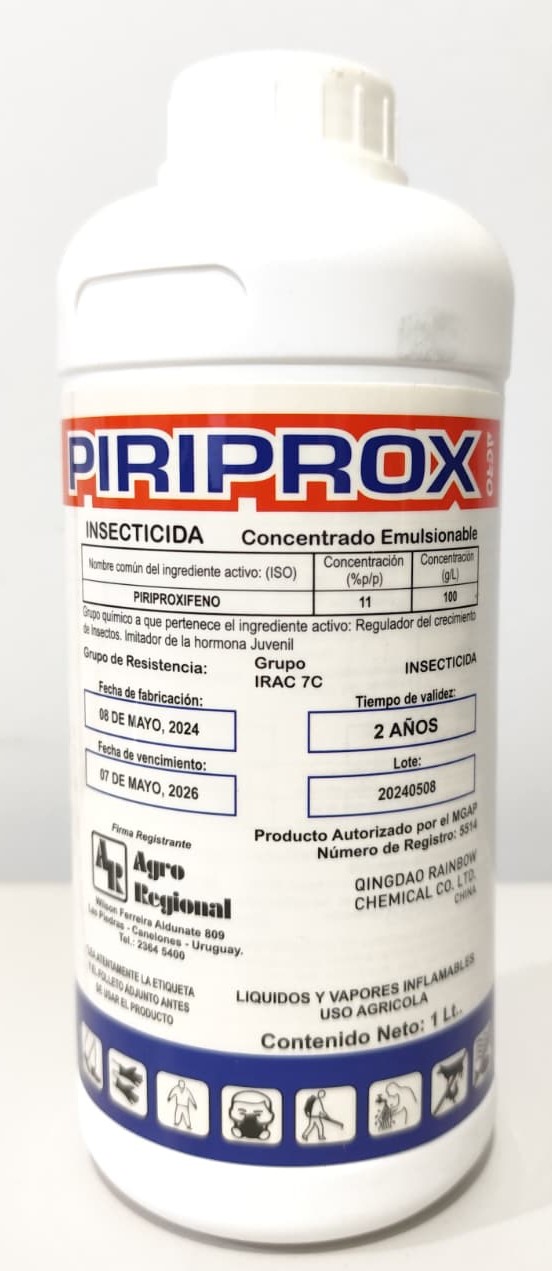 PIRIPROX
INSECTICIDA Concentrado Emulsionable
Nombre común del ingrediente activo: (ISO) Concentración (%p/p) Concentración (g/L)
PIRIPROXIFENO 11 100
Grupo químico a que pertenece el ingrediente activo: Regulador del crecimiento
de Insectos. Imitador de la hormona Juvenil
Grupo de Resistencia: Grupo INSECTICIDA
IRAC 7C
Fecha de fabricación: Tiempo de validez:
08 DE MAYO, 2024 2 AÑOS
Fecha de vencimiento: Lote:
07 DE MAYO, 2026 20240508
Producto Autorizado por el MGAP
Número de Registro: 5514
Firma Registrante
AR Agro
Regional
QINGDAO RAINBOW
CHEMICAL CO. LTD.
CHINA
Wilson Ferreira Aldunate 809
Las Piedras - Canelones - Uruguay.
Tel.: 2364 5400
LEA ATENTAMENTE LA ETIQUETA
Y EL FOLLETO ADJUNTO ANTES
DE USAR EL PRODUCTO
LIQUIDOS Y VAPORES INFLAMABLES
USO AGRICOLA
Contenido Neto: 1 Lt..